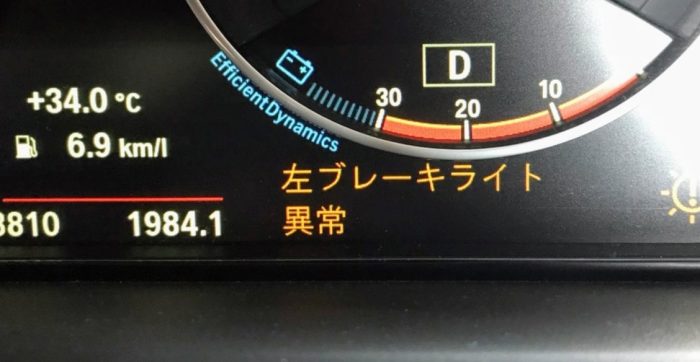 +34.0 °C
6.9 km/l
8810 1984.1
EfficientDynamics
D
30
20
10
左ブレーキライト
異常